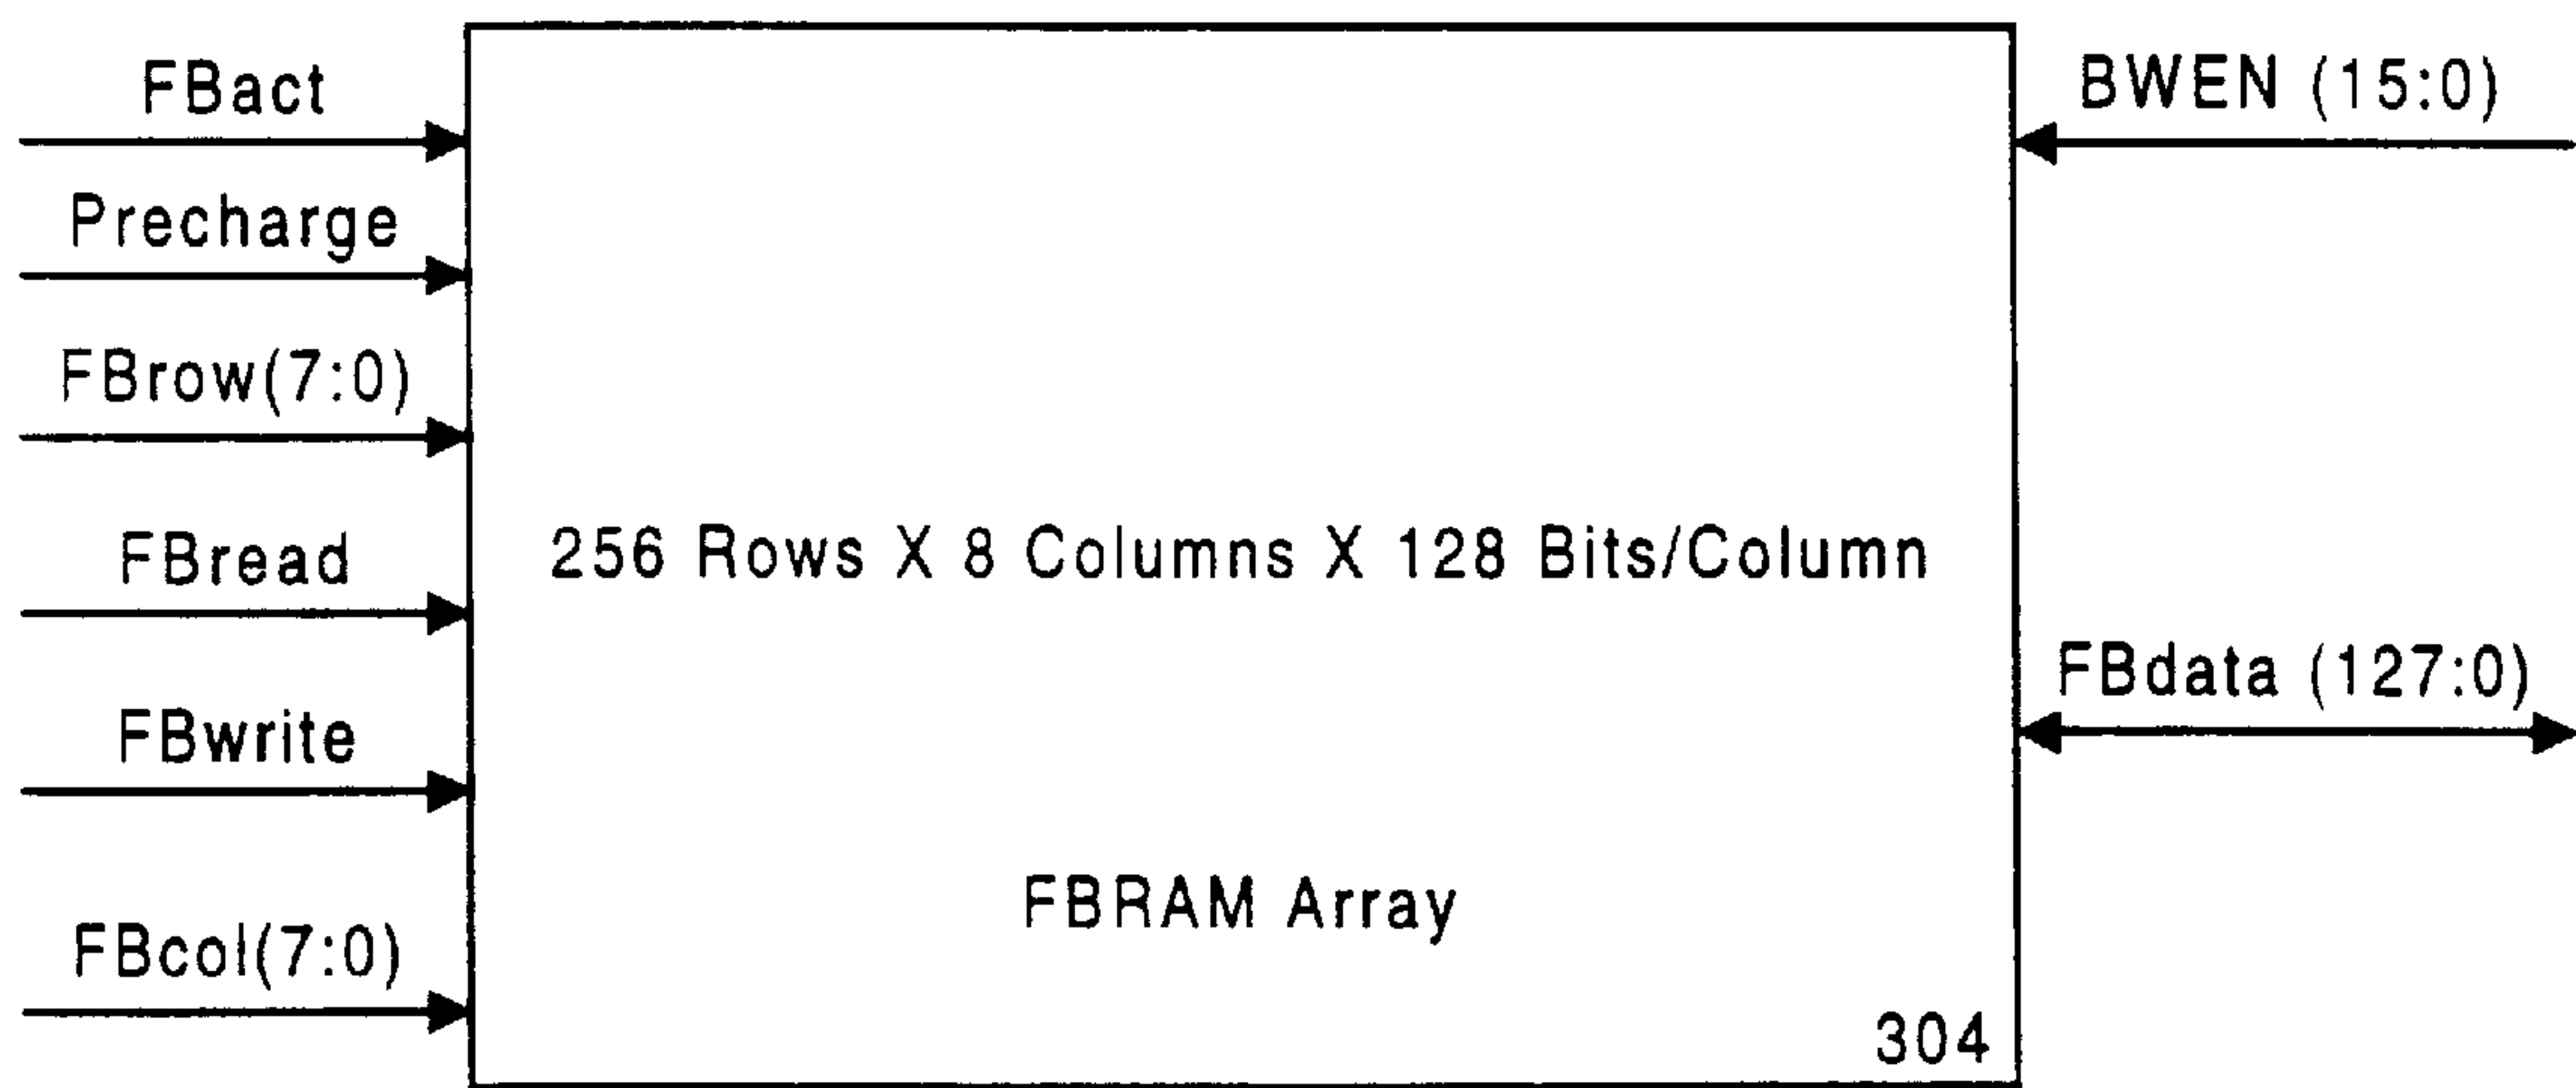 FBact
Precharge
FBrow(7:0)
FBread
FBwrite
FBcol(7:0)
256 Rows X 8 Columns X 128 Bits/Column
FBRAM Array
304
BWEN (15:0)
FBdata (127:0)